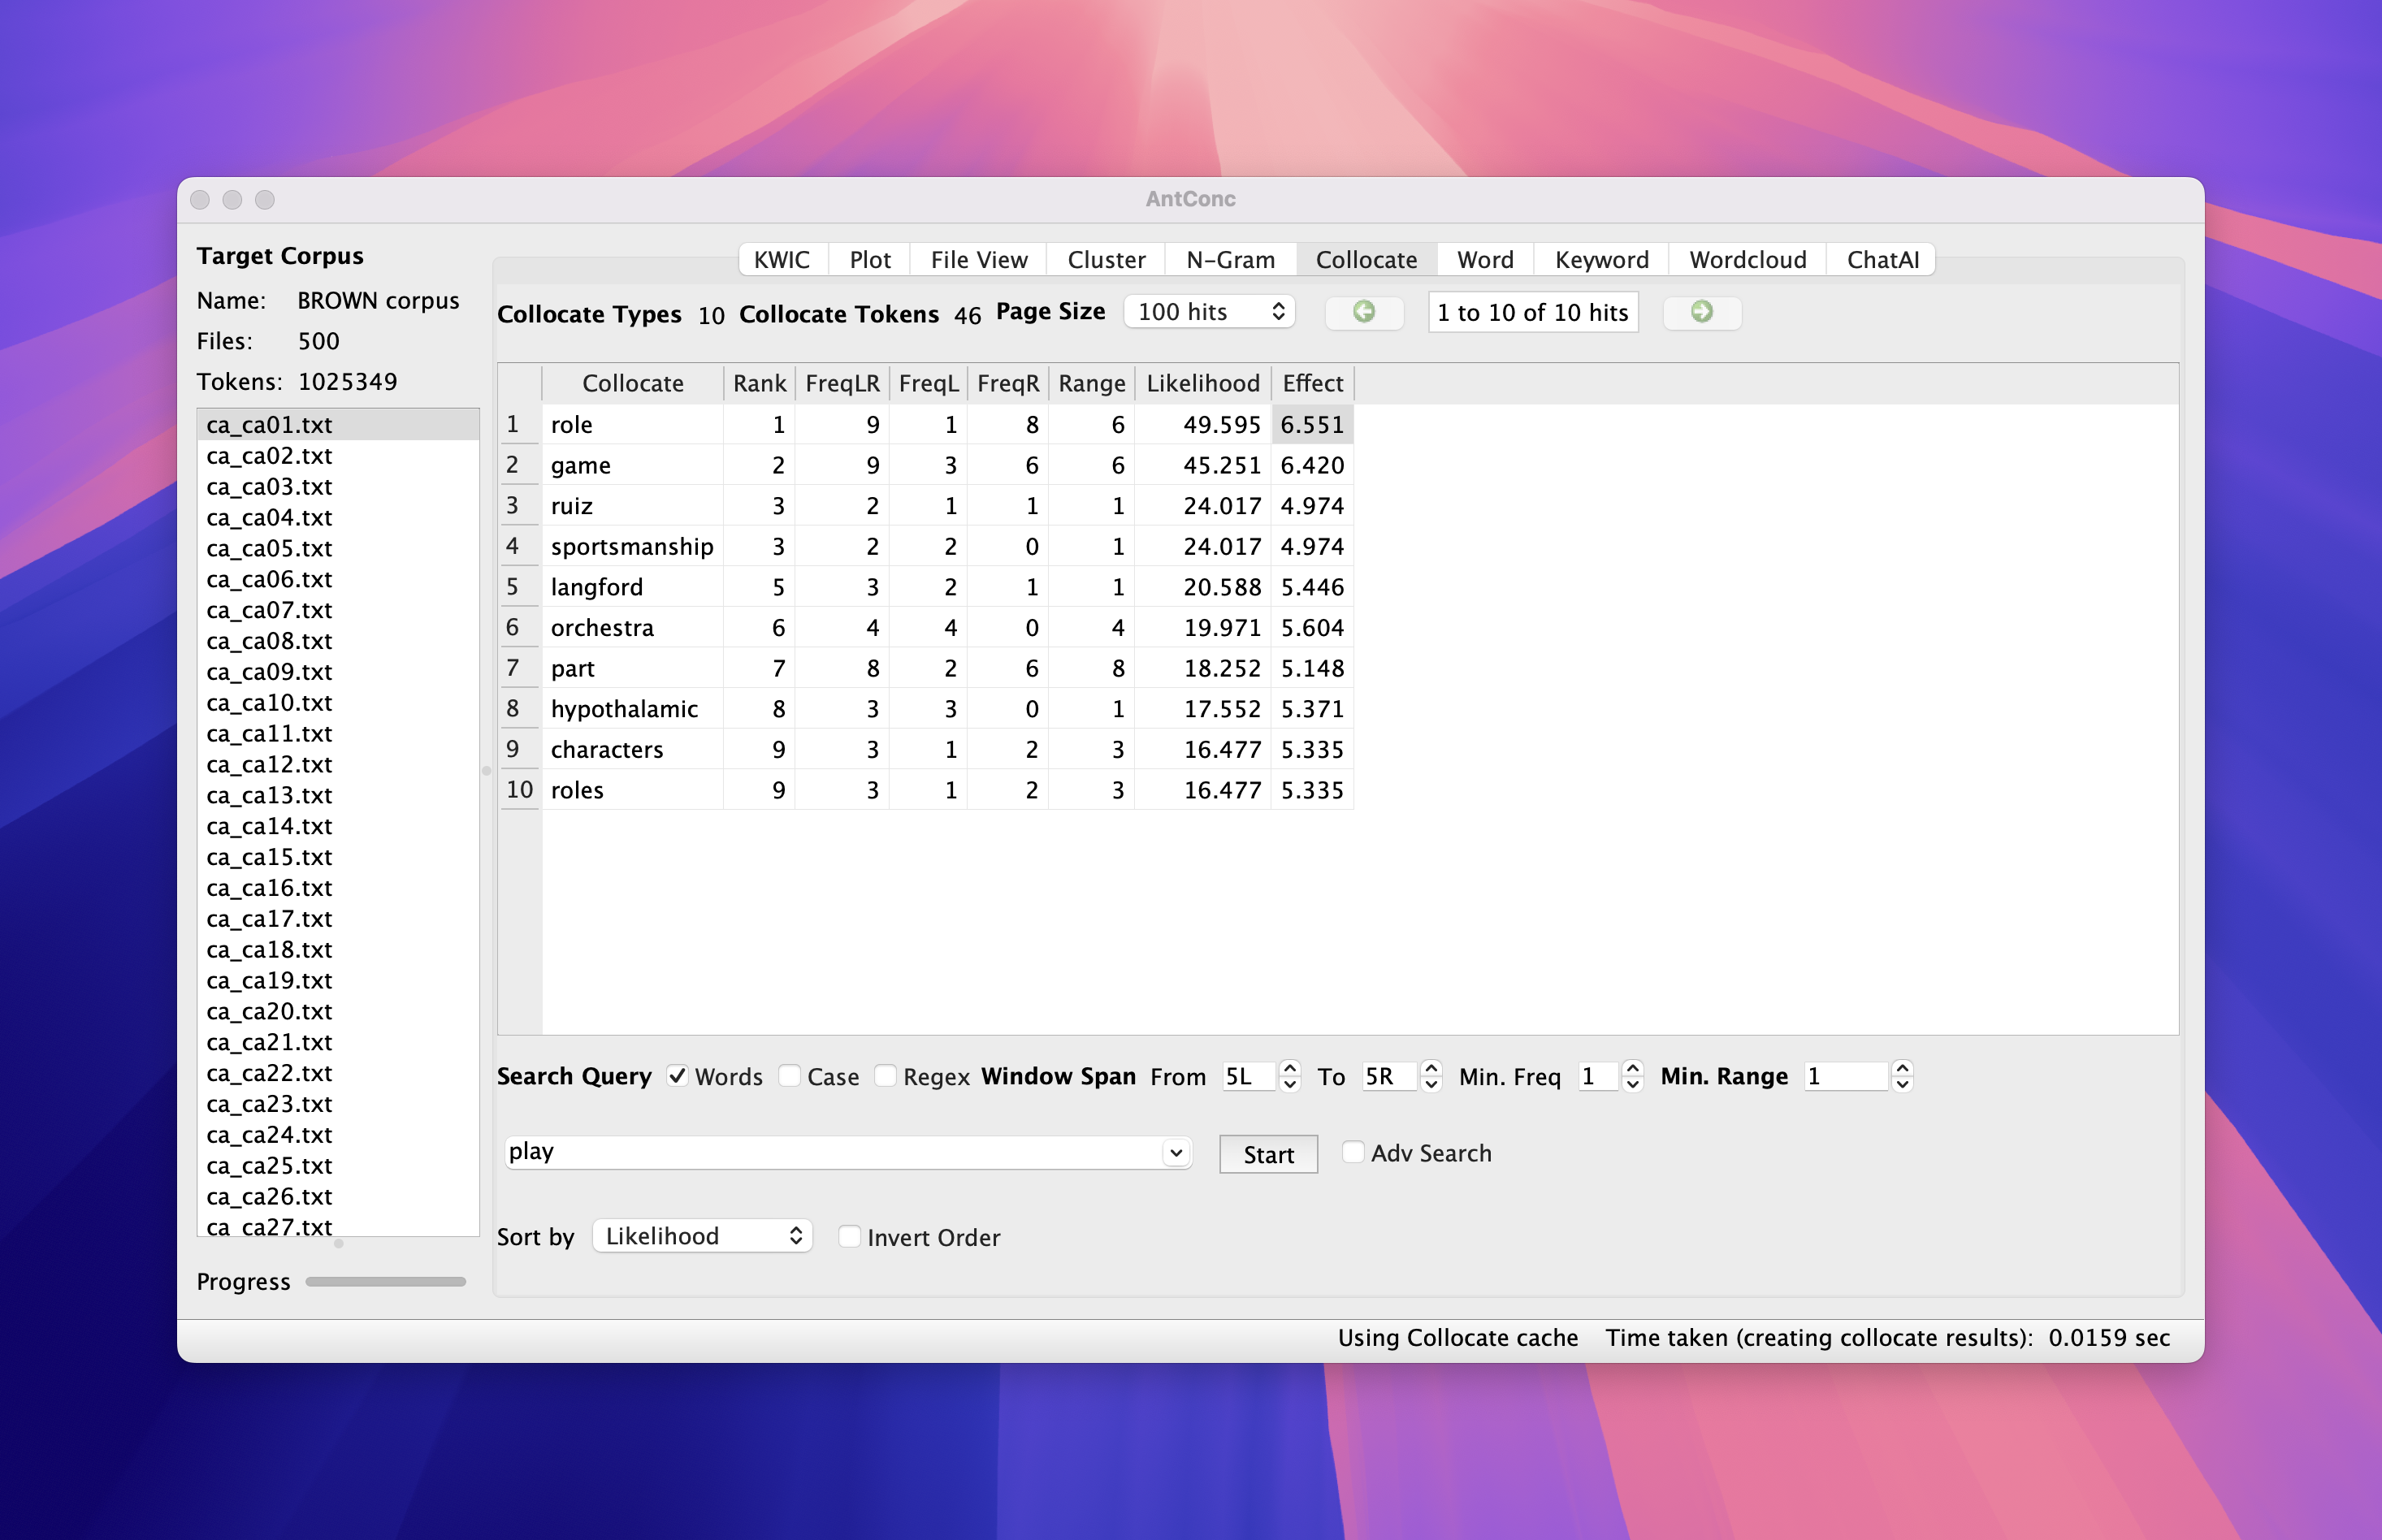 AntConc
Target Corpus
Name: BROWN corpus
Files: 500
Tokens: 1025349
ca_ca01.txt
ca_ca02.txt
ca_ca03.txt
ca_ca04.txt
ca_ca05.txt
ca_ca06.txt
ca_ca07.txt
ca_ca08.txt
ca_ca09.txt
ca_ca10.txt
ca_ca11.txt
ca_ca12.txt
ca_ca13.txt
ca_ca14.txt
ca_ca15.txt
ca_ca16.txt
ca_ca17.txt
ca_ca18.txt
ca_ca19.txt
ca_ca20.txt
ca_ca21.txt
ca_ca22.txt
ca_ca23.txt
ca_ca24.txt
ca_ca25.txt
ca_ca26.txt
ca_ca27.txt
Progress
KWIC Plot File View Cluster N-Gram Collocate Word Keyword Wordcloud ChatAI
Collocate Types 10 Collocate Tokens 46 Page Size 100 hits 1 to 10 of 10 hits
Collocate Rank FreqLR FreqL FreqR Range Likelihood Effect
1 role 1 9 1 8 6 49.595 6.551
2 game 2 9 3 6 6 45.251 6.420
3 ruiz 3 2 1 1 1 24.017 4.974
4 sportsmanship 3 2 2 0 1 24.017 4.974
5 langford 5 3 2 1 1 20.588 5.446
6 orchestra 6 4 4 0 4 19.971 5.604
7 part 7 8 2 6 8 18.252 5.148
8 hypothalamic 8 3 3 0 1 17.552 5.371
9 characters 9 3 1 2 3 16.477 5.335
10 roles 9 3 1 2 3 16.477 5.335
Search Query Words Case Regex Window Span From 5L To 5R Min. Freq 1 Min. Range 1
play Start Adv Search
Sort by Likelihood Invert Order
Using Collocate cache Time taken (creating collocate results): 0.0159 sec